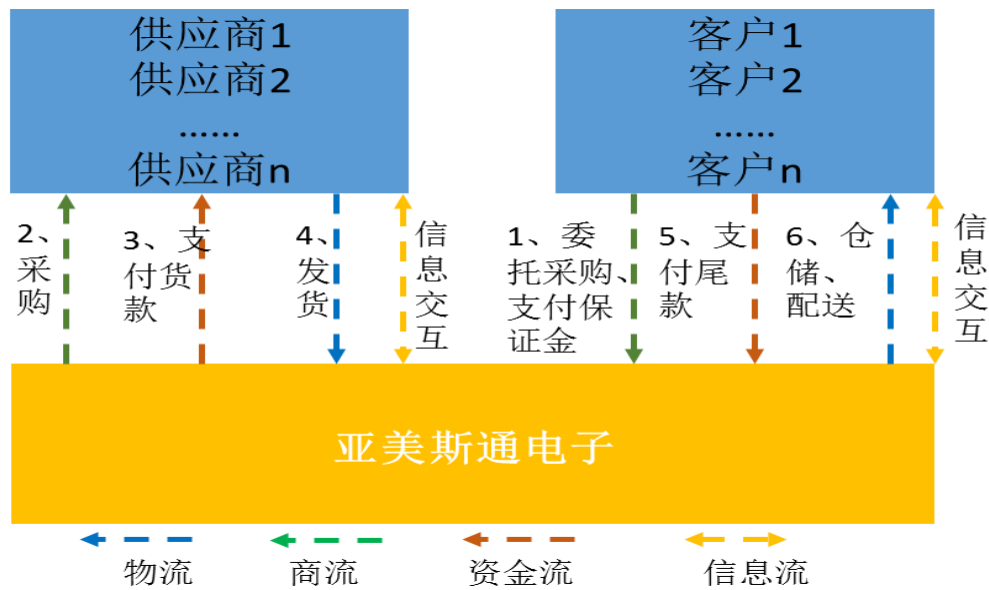 供应商1
供应商2
……
供应商n
客户1
客户2
……
客户n
2、
采
购
3、支
付货
款
4、
发
货
信
息
交
互
1、委
托采购、
支付保
证金
5、支
付尾
款
6、仓
储、
配送
信
息
交
互
亚美斯通电子
物流
商流
资金流
信息流